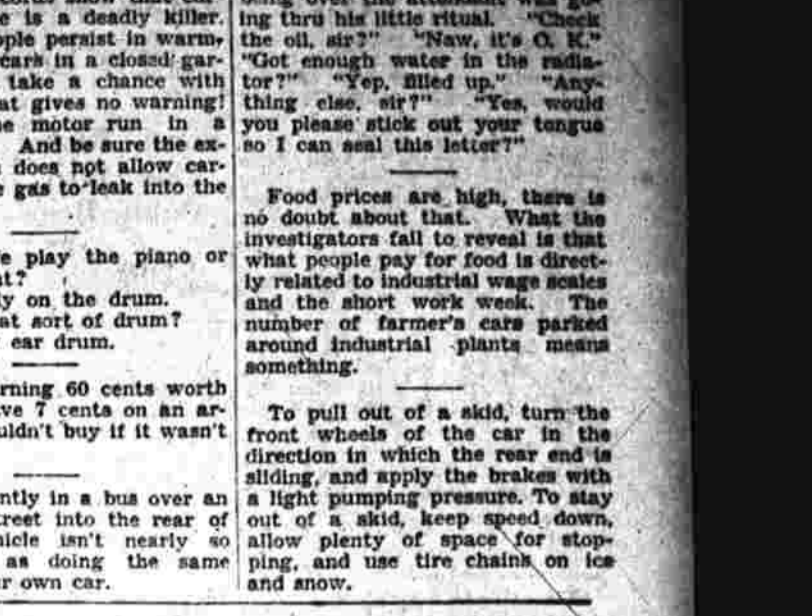 e is a deadly killer.
ople persist in warm-
cars in a closed gar-
take a chance with
at gives no warning!
e motor run in a
And be sure the ex-
does not allow car-
e gas to leak into the
e play the piano or
at?
ly on the drum.
at sort of drum?
ear drum.
rning 60 cents worth
ve 7 cents on an ar-
uldn't buy if it wasn't
ntly in a bus over an
treet into the rear of
hicle isn't nearly so
as doing the same
r own car.
ing thru his little ritual. "Check
the oil, sir?" "Naw, it's O. K."
"Got enough water in the radia-
tor?" "Yep, filled up." "Any-
thing else, sir?" "Yes, would
you please stick out your tongue
so I can seal this letter?"
Food prices are high, there is
no doubt about that. What the
investigators fail to reveal is that
what people pay for food is direct-
ly related to industrial wage scales
and the short work week. The
number of farmer's cars parked
around industrial plants means
something.
To pull out of a skid, turn the
front wheels of the car in the
direction in which the rear end is
sliding, and apply the brakes with
a light pumping pressure. To stay
out of a skid, keep speed down,
allow plenty of space for stop-
ping, and use tire chains on ice
and snow.